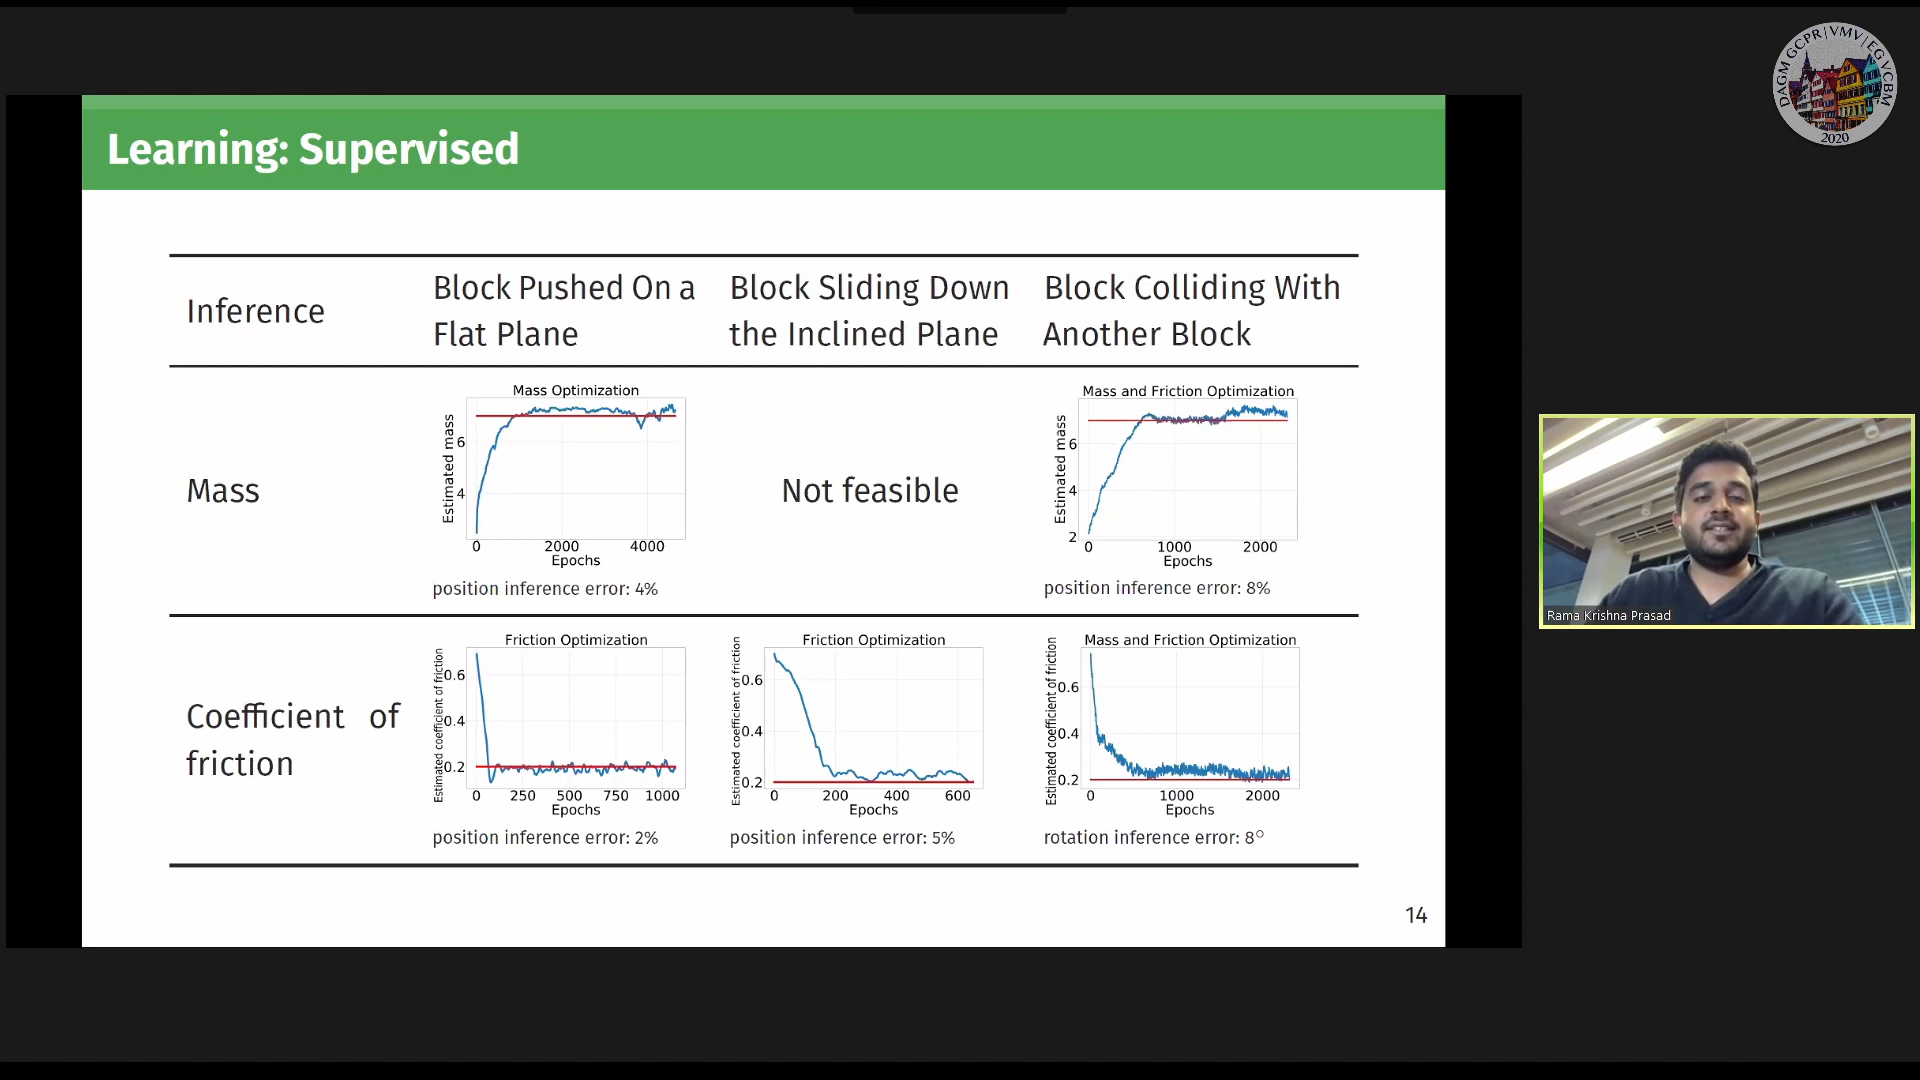 DAGM GCPR | VMV | EG VCBM
2020
Learning: Supervised
Inference
Block Pushed On a
Flat Plane
Block Sliding Down
the Inclined Plane
Block Colliding With
Another Block
Mass
Mass Optimization
Estimated mass
6
4
0 2000 4000
Epochs
position inference error: 4%
Not feasible
Mass and Friction Optimization
Estimated mass
6
4
2
0 1000 2000
Epochs
position inference error: 8%
Coefficient of
friction
Friction Optimization
Estimated coefficient of friction
0.6
0.4
0.2
0 250 500 750 1000
Epochs
position inference error: 2%
Friction Optimization
Estimated coefficient of friction
0.6
0.4
0.2
0 200 400 600
Epochs
position inference error: 5%
Mass and Friction Optimization
Estimated coefficient of friction
0.6
0.4
0.2
0 1000 2000
Epochs
rotation inference error: 8°
14
Rama Krishna Prasad